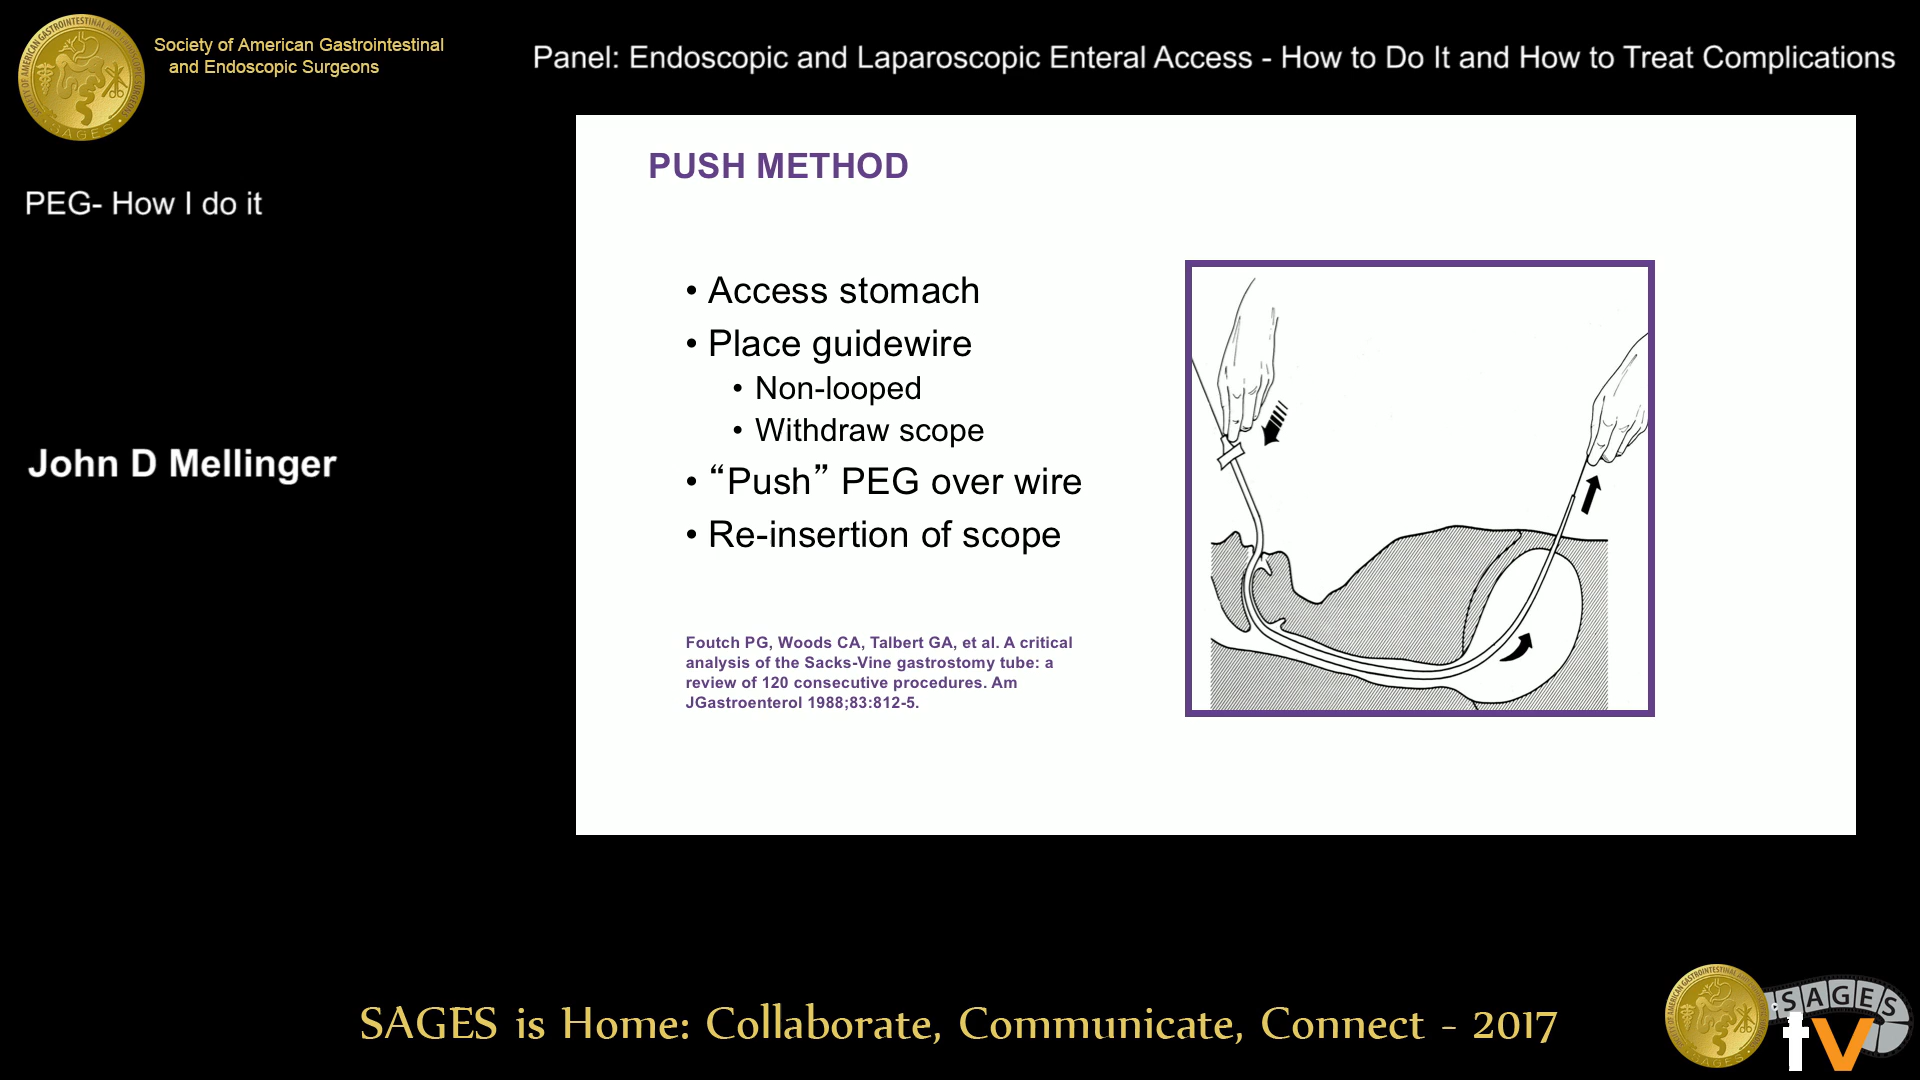 Society of American Gastrointestinal
and Endoscopic Surgeons
Panel: Endoscopic and Laparoscopic Enteral Access - How to Do It and How to Treat Complications
PEG- How I do it
John D Mellinger
PUSH METHOD
• Access stomach
• Place guidewire
• Non-looped
• Withdraw scope
• “Push” PEG over wire
• Re-insertion of scope
Foutch PG, Woods CA, Talbert GA, et al. A critical
analysis of the Sacks-Vine gastrostomy tube: a
review of 120 consecutive procedures. Am
JGastroenterol 1988;83:812-5.
SAGES is Home: Collaborate, Communicate, Connect - 2017
SAGES
tv